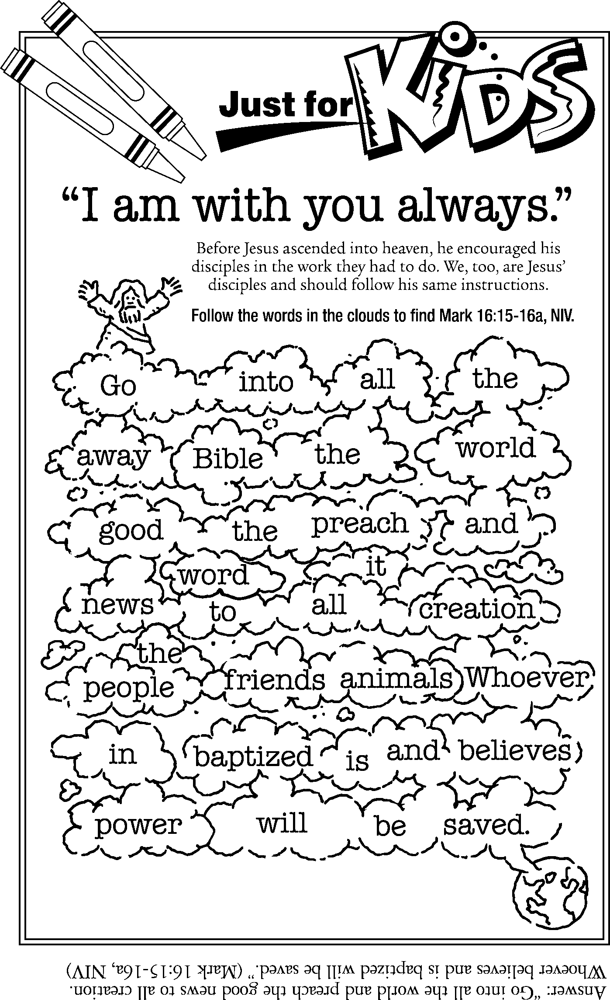 Just for KiDS
“I am with you always.”
Before Jesus ascended into heaven, he encouraged his
disciples in the work they had to do. We, too, are Jesus’
disciples and should follow his same instructions.
Follow the words in the clouds to find Mark 16:15-16a, NIV.
Go into all the
away Bible the world
good the preach and
word it
news to all creation
the
people friends animals Whoever
in baptized is and believes
power will be saved.
Answer: “Go into all the world and preach the good news to all creation.
Whoever believes and is baptized will be saved.” (Mark 16:15-16a, NIV)